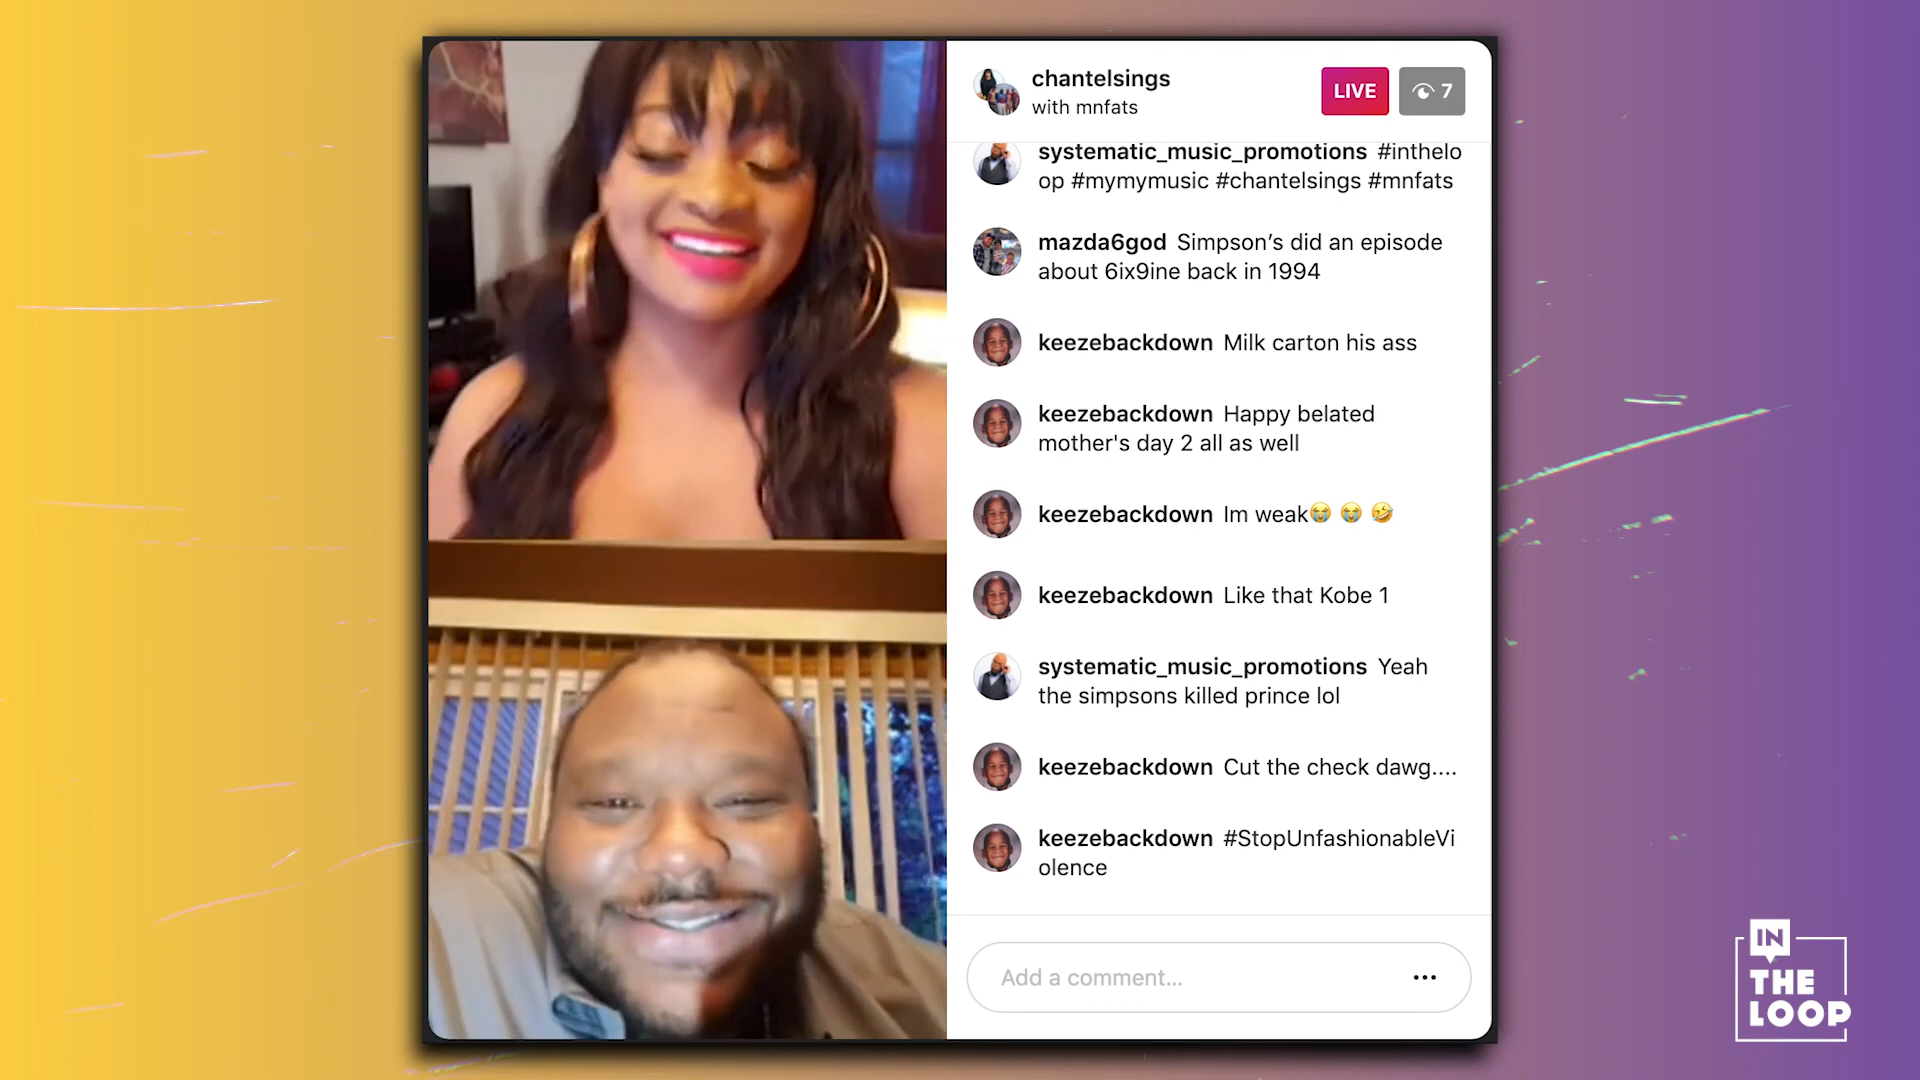 chantelsings
with mnfats
LIVE
7
systematic_music_promotions #inthelo
op #mymymusic #chantelsings #mnfats
mazda6god Simpson’s did an episode
about 6ix9ine back in 1994
keezebackdown Milk carton his ass
keezebackdown Happy belated
mother's day 2 all as well
keezebackdown Im weak😭 😭 🤣
keezebackdown Like that Kobe 1
systematic_music_promotions Yeah
the simpsons killed prince lol
keezebackdown Cut the check dawg....
keezebackdown #StopUnfashionableVi
olence
Add a comment...
IN
THE
LOOP